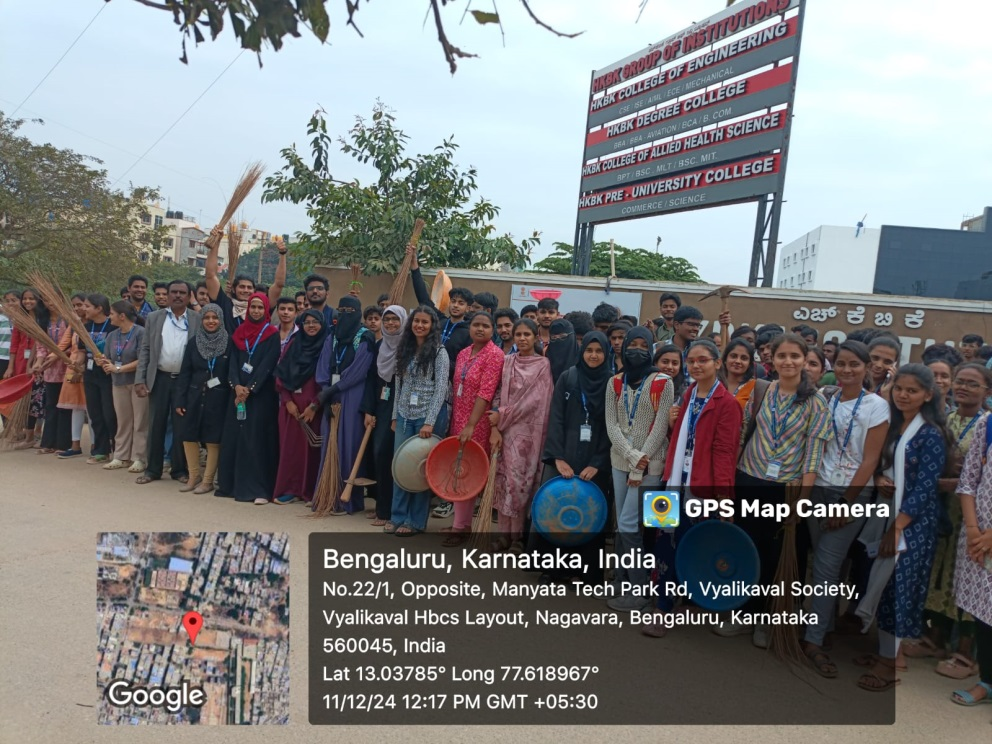 HKBK GROUP OF INSTITUTIONS
HKBK COLLEGE OF ENGINEERING
CSE / ISE / AIML / ECE / MECHANICAL
HKBK DEGREE COLLEGE
BBA / BBA AVIATION / BCA / B. COM
HKBK COLLEGE OF ALLIED HEALTH SCIENCE
BPT / BSC . MLT / BSC. MIT.
HKBK PRE - UNIVERSITY COLLEGE
COMMERCE / SCIENCE
ಎಚ್ ಕೆ ಬಿ ಕೆ
GPS Map Camera
Bengaluru, Karnataka, India
No.22/1, Opposite, Manyata Tech Park Rd, Vyalikaval Society,
Vyalikaval Hbcs Layout, Nagavara, Bengaluru, Karnataka
560045, India
Lat 13.03785° Long 77.618967°
11/12/24 12:17 PM GMT +05:30
Google